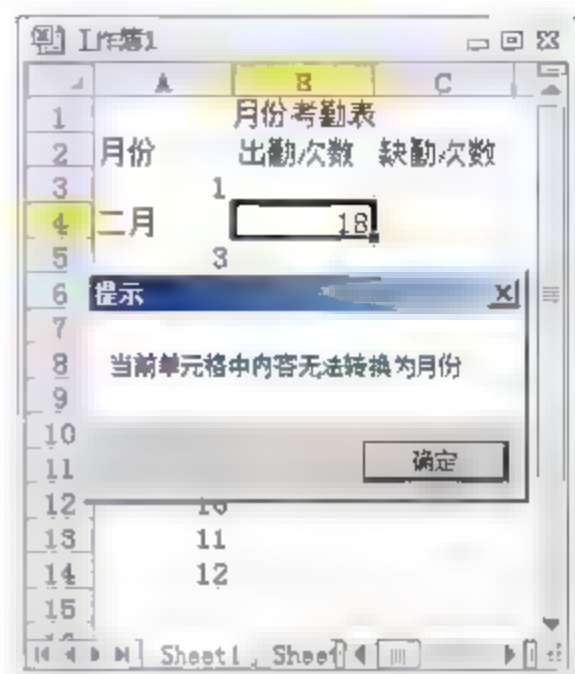 工作簿1
A B C
1 月份考勤表
2 月份 出勤次数 缺勤次数
3 1
4 二月 18
5 3
6 提示
7
8 当前单元格中内容无法转换为月份
9
10
11 确定
12 10
13 11
14 12
15
Sheet1 Sheet